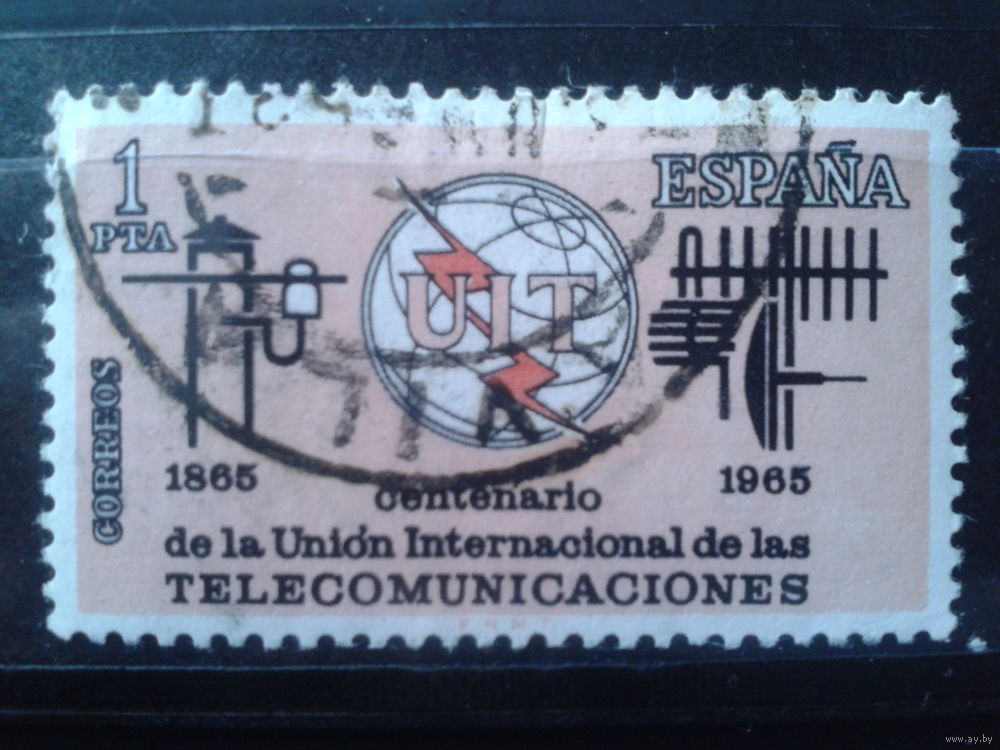 1
PTA
ESPAÑA
UIT
CORREOS
1865
1965
centenario
de la Unión Internacional de las
TELECOMUNICACIONES
F N M T
www.ay.by